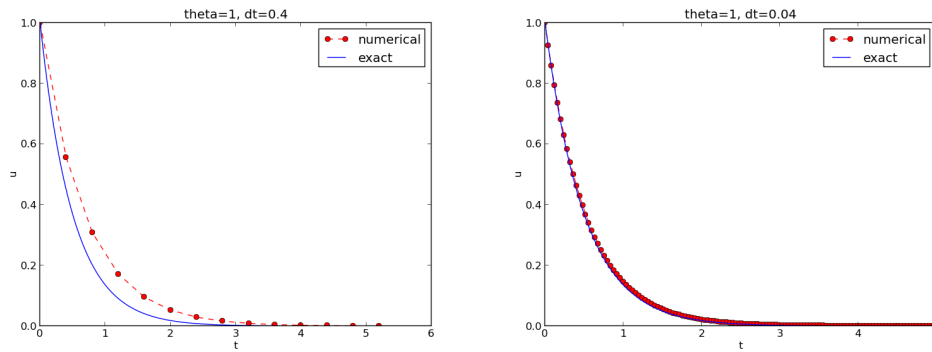 theta=1, dt=0.4
1.0
0.8
0.6
0.4
0.2
0.0
u
0 1 2 3 4 5 6
t
numerical
exact
theta=1, dt=0.04
1.0
0.8
0.6
0.4
0.2
0.0
u
0 1 2 3 4
t
numerical
exact